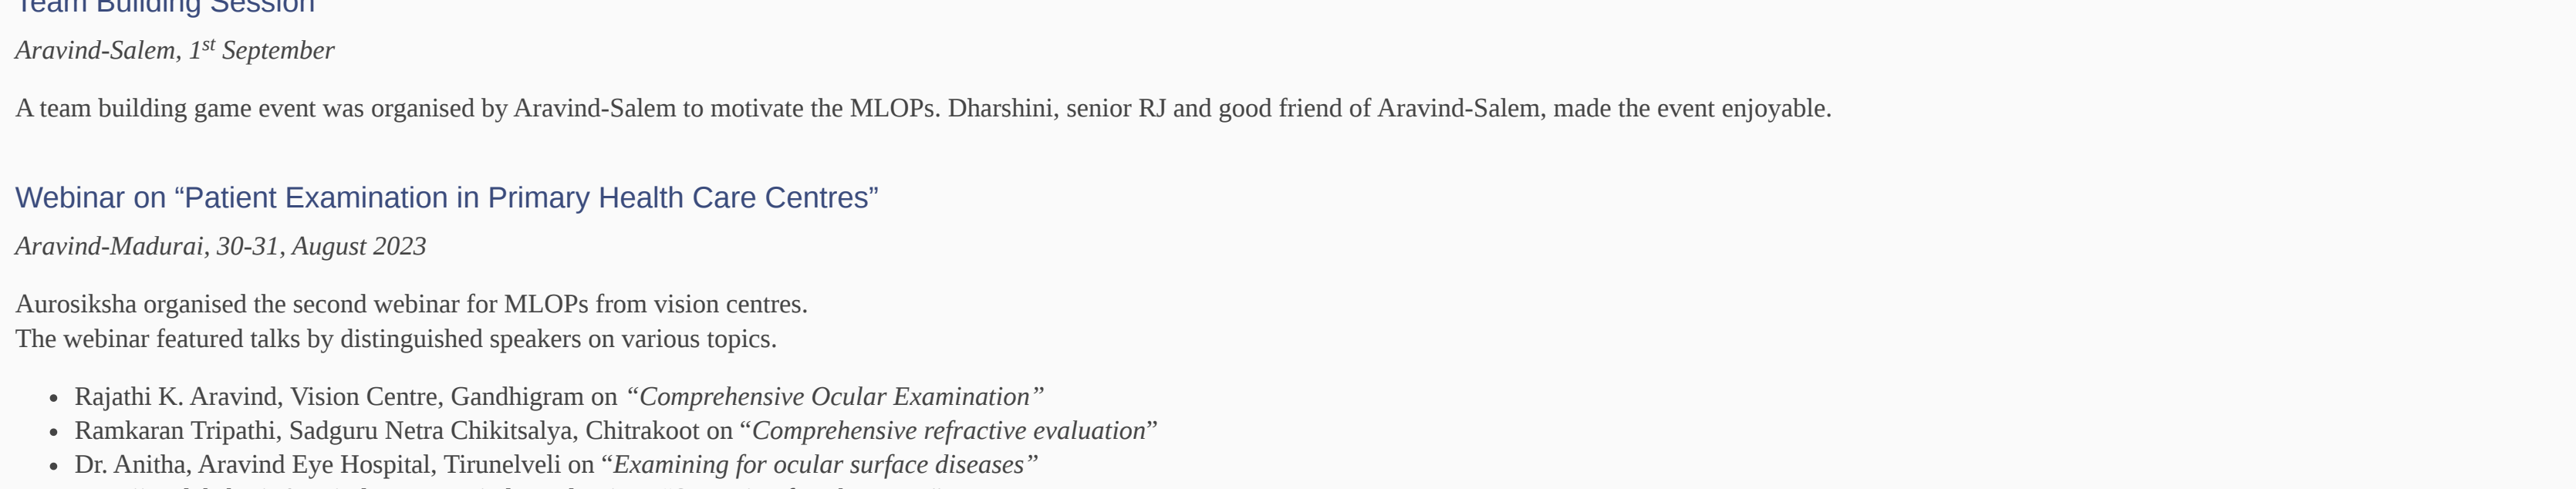 Team Building Session
Aravind-Salem, 1st September
A team building game event was organised by Aravind-Salem to motivate the MLOPs. Dharshini, senior RJ and good friend of Aravind-Salem, made the event enjoyable.
Webinar on “Patient Examination in Primary Health Care Centres”
Aravind-Madurai, 30-31, August 2023
Aurosiksha organised the second webinar for MLOPs from vision centres.
The webinar featured talks by distinguished speakers on various topics.
• Rajathi K. Aravind, Vision Centre, Gandhigram on “Comprehensive Ocular Examination”
• Ramkaran Tripathi, Sadguru Netra Chikitsalya, Chitrakoot on “Comprehensive refractive evaluation”
• Dr. Anitha, Aravind Eye Hospital, Tirunelveli on “Examining for ocular surface diseases”